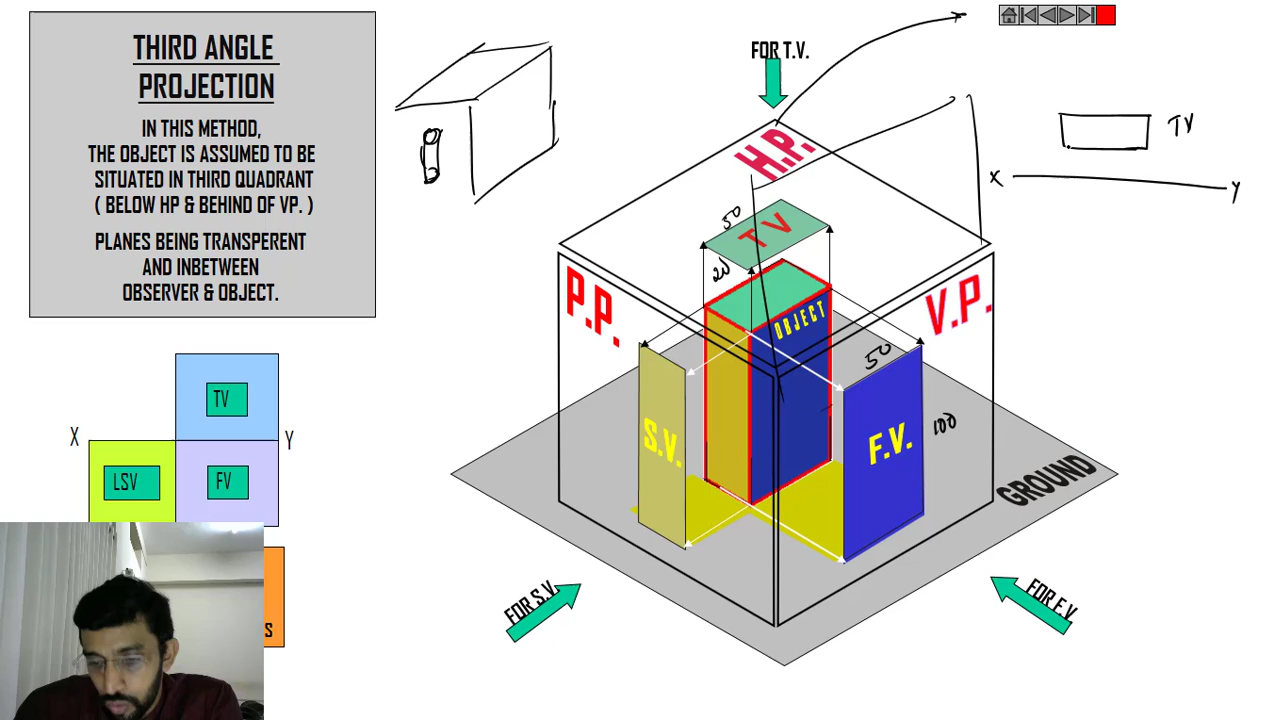 THIRD ANGLE
PROJECTION
IN THIS METHOD,
THE OBJECT IS ASSUMED TO BE
SITUATED IN THIRD QUADRANT
( BELOW HP & BEHIND OF VP. )
PLANES BEING TRANSPERENT
AND INBETWEEN
OBSERVER & OBJECT.
FOR T.V.
H.P.
TV
X
Y
50
TV
20
P.P.
OBJECT
V.P.
50
100
S.V.
F.V.
GROUND
FOR S.V.
FOR F.V.
TV
X
Y
LSV
FV
S